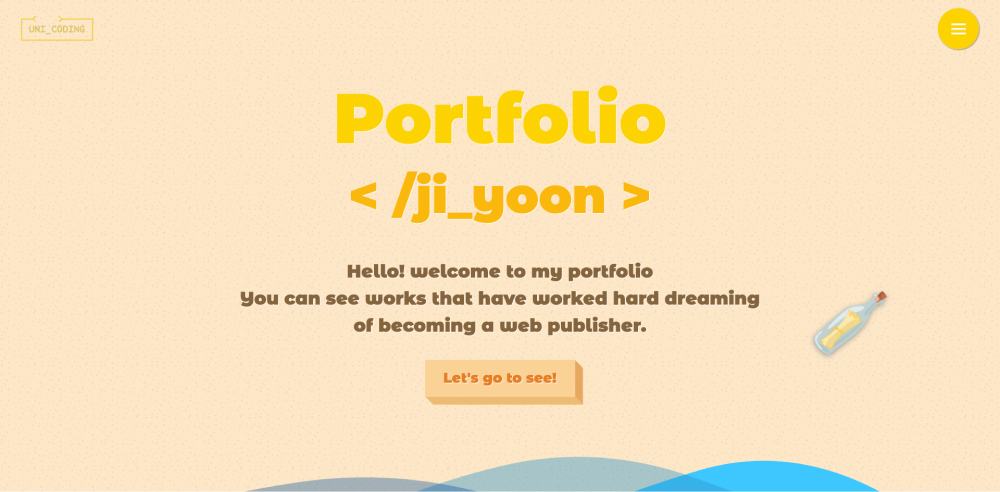 UNI_CODING
Portfolio
< /ji_yoon >
Hello! welcome to my portfolio
You can see works that have worked hard dreaming
of becoming a web publisher.
Let's go to see!